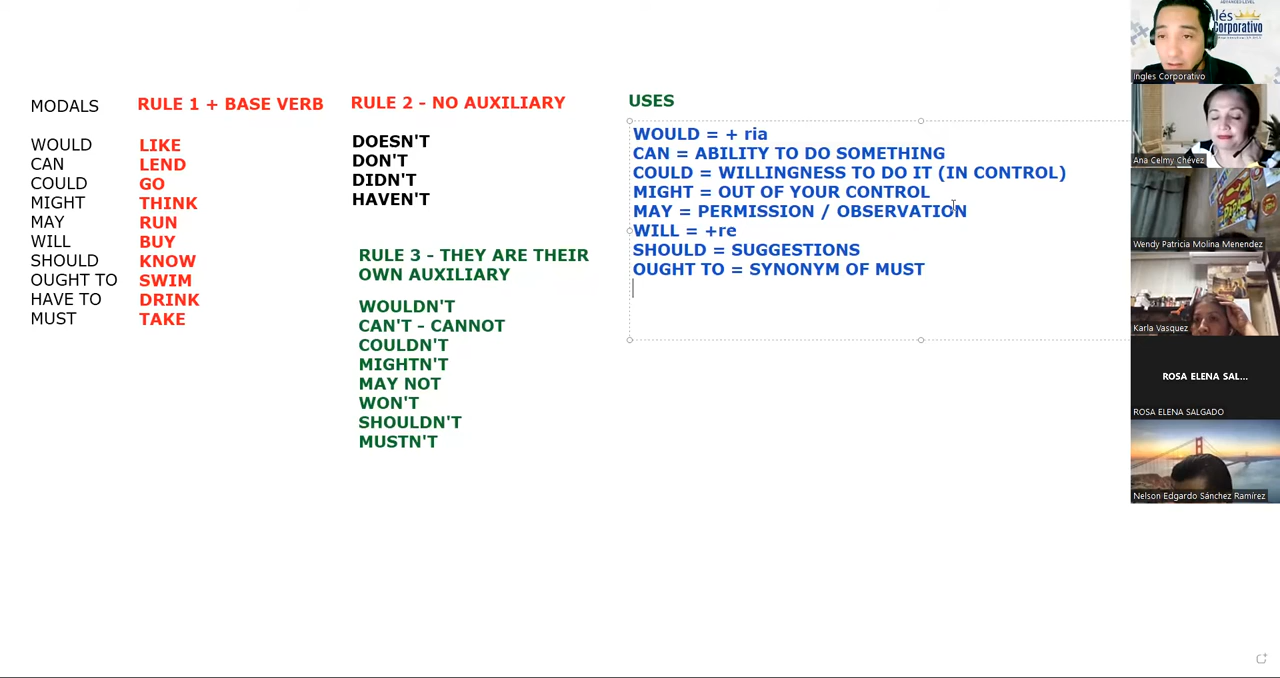 MODALS
WOULD
CAN
COULD
MIGHT
MAY
WILL
SHOULD
OUGHT TO
HAVE TO
MUST
RULE 1 + BASE VERB
LIKE
LEND
GO
THINK
RUN
BUY
KNOW
SWIM
DRINK
TAKE
RULE 2 - NO AUXILIARY
DOESN'T
DON'T
DIDN'T
HAVEN'T
RULE 3 - THEY ARE THEIR
OWN AUXILIARY
WOULDN'T
CAN'T - CANNOT
COULDN'T
MIGHTN'T
MAY NOT
WON'T
SHOULDN'T
MUSTN'T
USES
WOULD = + ria
CAN = ABILITY TO DO SOMETHING
COULD = WILLINGNESS TO DO IT (IN CONTROL)
MIGHT = OUT OF YOUR CONTROL
MAY = PERMISSION / OBSERVATION
WILL = +re
SHOULD = SUGGESTIONS
OUGHT TO = SYNONYM OF MUST
lés
Corporativo
Ingles Corporativo
Ana Celmy Chévez
Wendy Patricia Molina Menendez
Karla Vasquez
ROSA ELENA SAL...
ROSA ELENA SALGADO
Nelson Edgardo Sánchez Ramírez